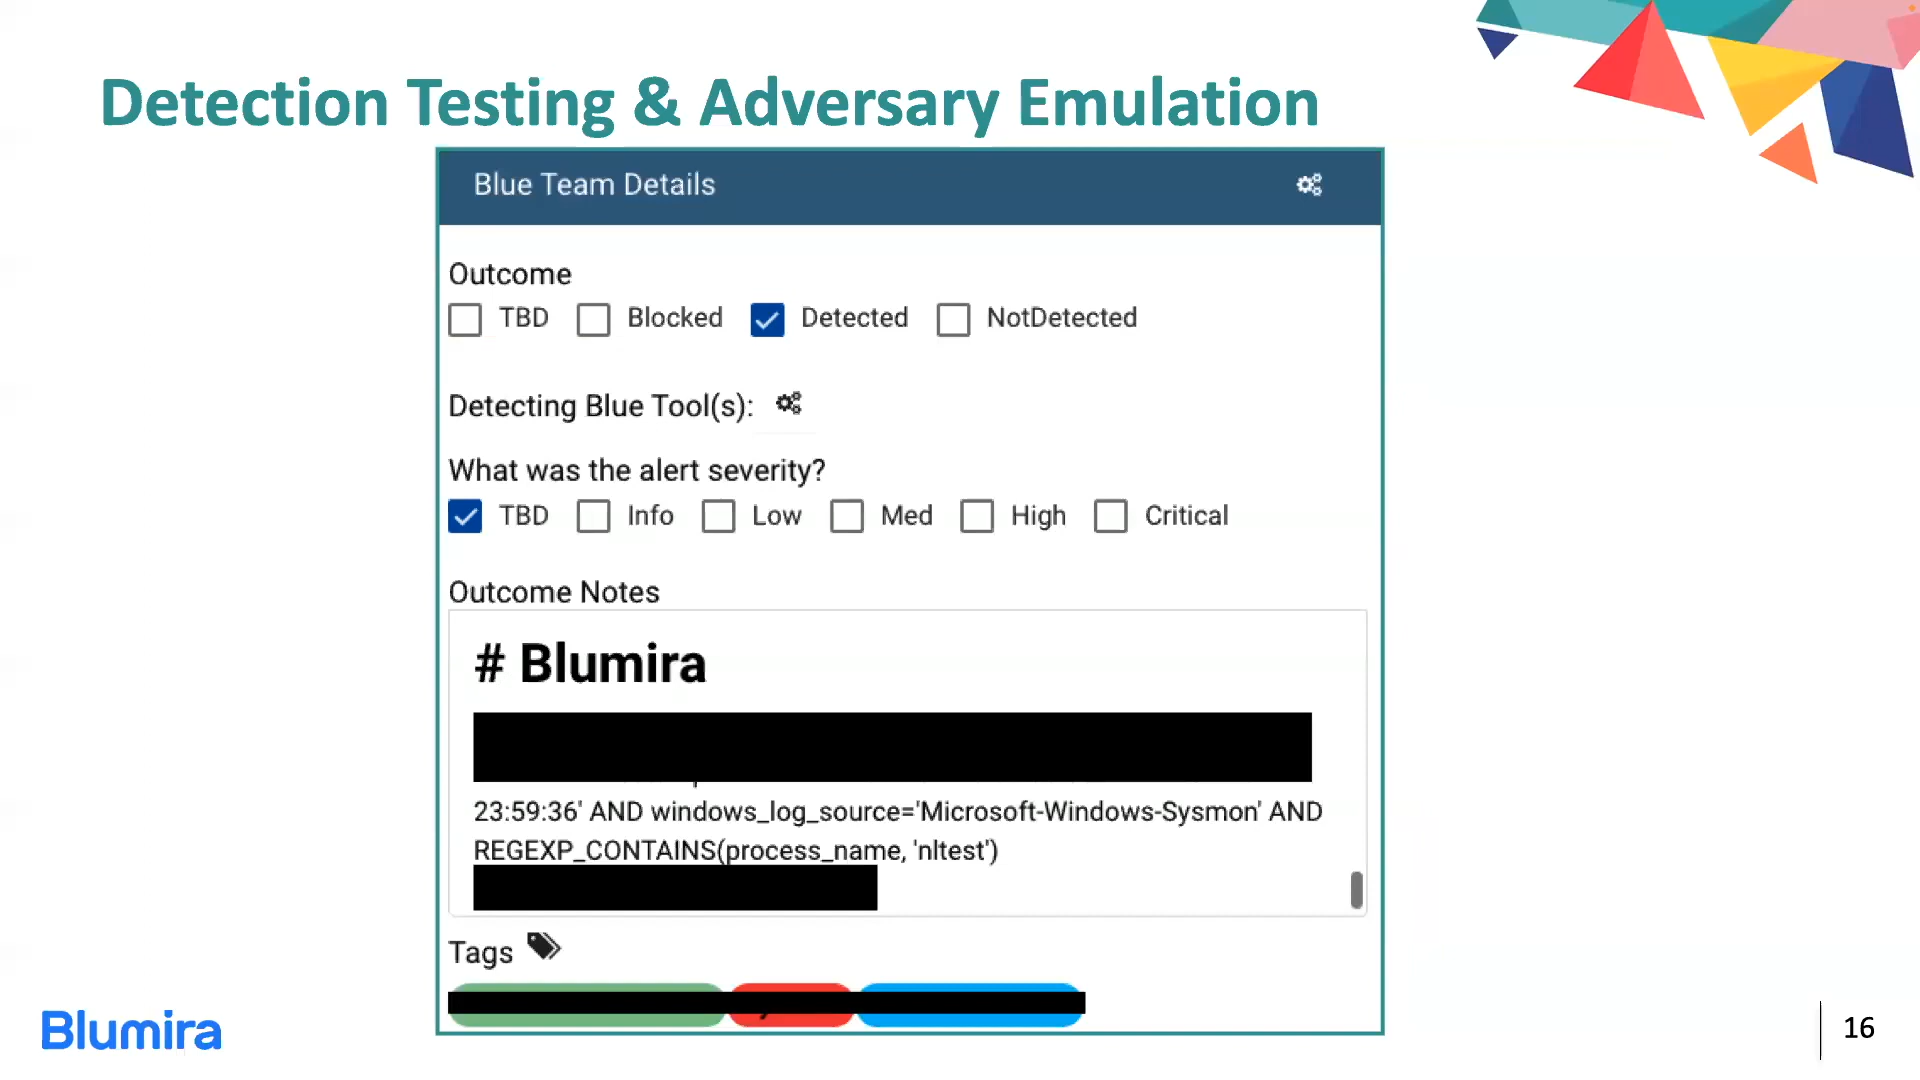 Detection Testing & Adversary Emulation
Blue Team Details
Outcome
TBD Blocked Detected NotDetected
Detecting Blue Tool(s):
What was the alert severity?
TBD Info Low Med High Critical
Outcome Notes
# Blumira
23:59:36' AND windows_log_source='Microsoft-Windows-Sysmon' AND
REGEXP_CONTAINS(process_name, 'nltest')
Tags
Blumira
16